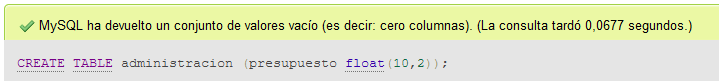 MySQL ha devuelto un conjunto de valores vacío (es decir: cero columnas). (La consulta tardó 0,0677 segundos.)
CREATE TABLE administracion (presupuesto float(10,2));